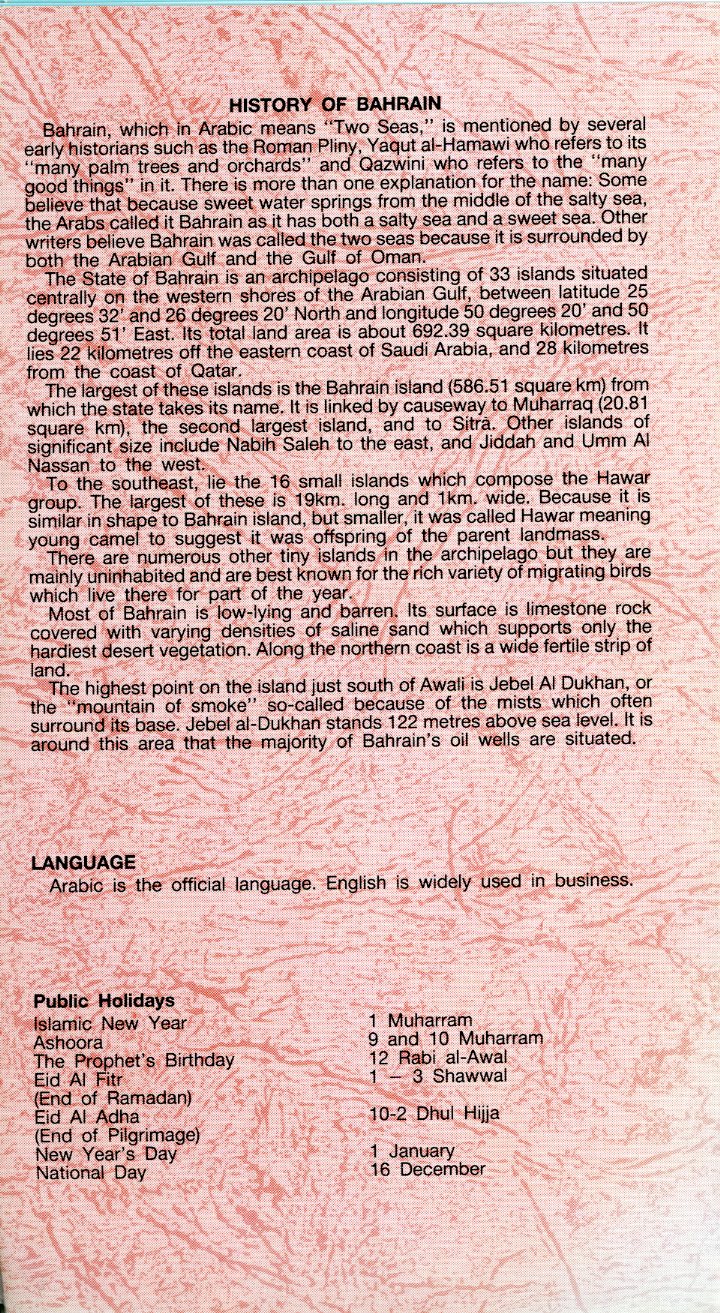 HISTORY OF BAHRAIN
Bahrain, which in Arabic means "Two Seas," is mentioned by several
early historians such as the Roman Pliny, Yaqut al-Hamawi who refers to its
"many palm trees and orchards" and Qazwini who refers to the "many
good things" in it. There is more than one explanation for the name: Some
believe that because sweet water springs from the middle of the salty sea,
the Arabs called it Bahrain as it has both a salty sea and a sweet sea. Other
writers believe Bahrain was called the two seas because it is surrounded by
both the Arabian Gulf and the Gulf of Oman.
The State of Bahrain is an archipelago consisting of 33 islands situated
centrally on the western shores of the Arabian Gulf, between latitude 25
degrees 32' and 26 degrees 20' North and longitude 50 degrees 20' and 50
degrees 51' East. Its total land area is about 692.39 square kilometres. It
lies 22 kilometres off the eastern coast of Saudi Arabia, and 28 kilometres
from the coast of Qatar.
The largest of these islands is the Bahrain island (586.51 square km) from
which the state takes its name. It is linked by causeway to Muharraq (20.81
square km), the second largest island, and to Sitra. Other islands of
significant size include Nabih Saleh to the east, and Jiddah and Umm Al
Nassan to the west.
To the southeast, lie the 16 small islands which compose the Hawar
group. The largest of these is 19km. long and 1km. wide. Because it is
similar in shape to Bahrain island, but smaller, it was called Hawar meaning
young camel to suggest it was offspring of the parent landmass.
There are numerous other tiny islands in the archipelago but they are
mainly uninhabited and are best known for the rich variety of migrating birds
which live there for part of the year.
Most of Bahrain is low-lying and barren. Its surface is limestone rock
covered with varying densities of saline sand which supports only the
hardiest desert vegetation. Along the northern coast is a wide fertile strip of
land.
The highest point on the island just south of Awali is Jebel Al Dukhan, or
the "mountain of smoke" so-called because of the mists which often
surround its base. Jebel al-Dukhan stands 122 metres above sea level. It is
around this area that the majority of Bahrain's oil wells are situated.
LANGUAGE
Arabic is the official language. English is widely used in business.
Public Holidays
Islamic New Year 1 Muharram
Ashoora 9 and 10 Muharram
The Prophet's Birthday 12 Rabi al-Awal
Eid Al Fitr 1 — 3 Shawwal
(End of Ramadan)
Eid Al Adha 10-2 Dhul Hijja
(End of Pilgrimage)
New Year's Day 1 January
National Day 16 December